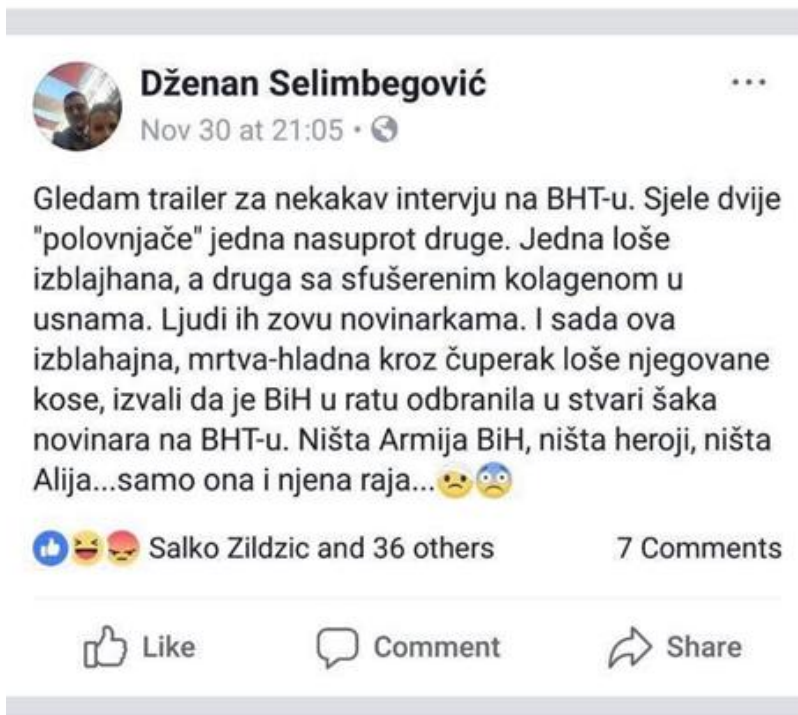 Dženan Selimbegović
Nov 30 at 21:05 •
Gledam trailer za nekakav intervju na BHT-u. Sjele dvije
"polovnjače" jedna nasuprot druge. Jedna loše
izblajhana, a druga sa sfušerenim kolagenom u
usnama. Ljudi ih zovu novinarkama. I sada ova
izblahajna, mrtva-hladna kroz čuperak loše njegovane
kose, izvali da je BiH u ratu odbranila u stvari šaka
novinara na BHT-u. Ništa Armija BiH, ništa heroji, ništa
Alija...samo ona i njena raja...🤕😨
Salko Zildzic and 36 others 7 Comments
Like Comment Share